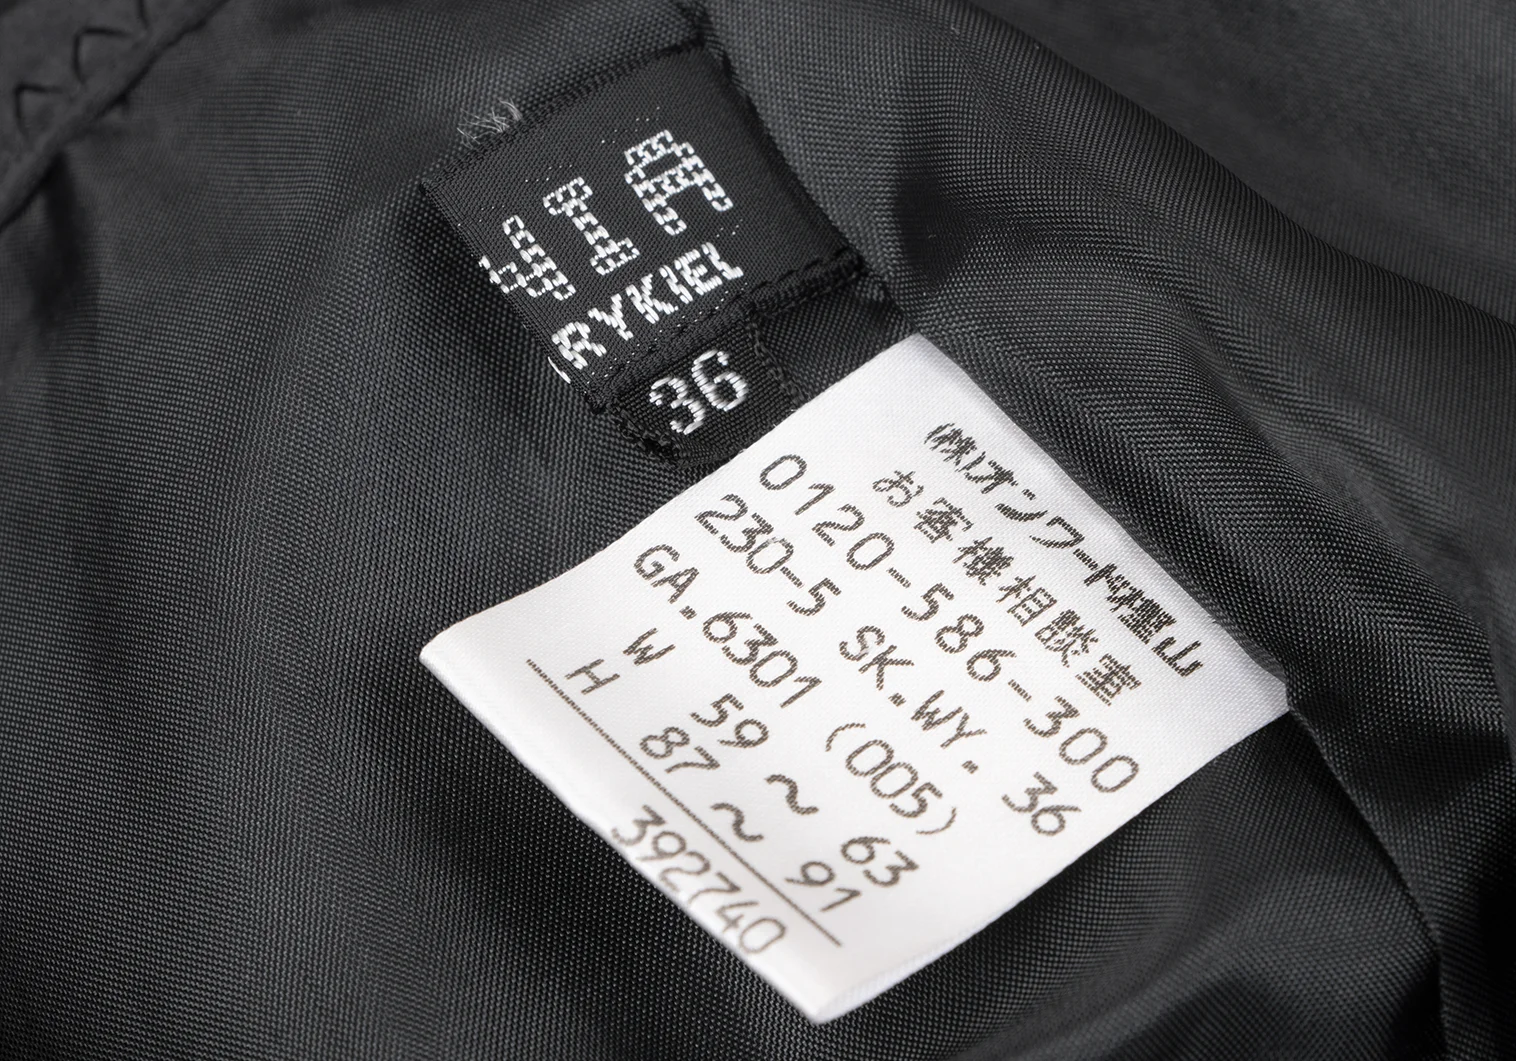 RYKIEL
36
(株)オンワード樫山
お客様相談室
0120-586-300
230-5 SK.WY. 36
GA.6301 (005)
W 59 ~ 63
H 87 ~ 91
392740